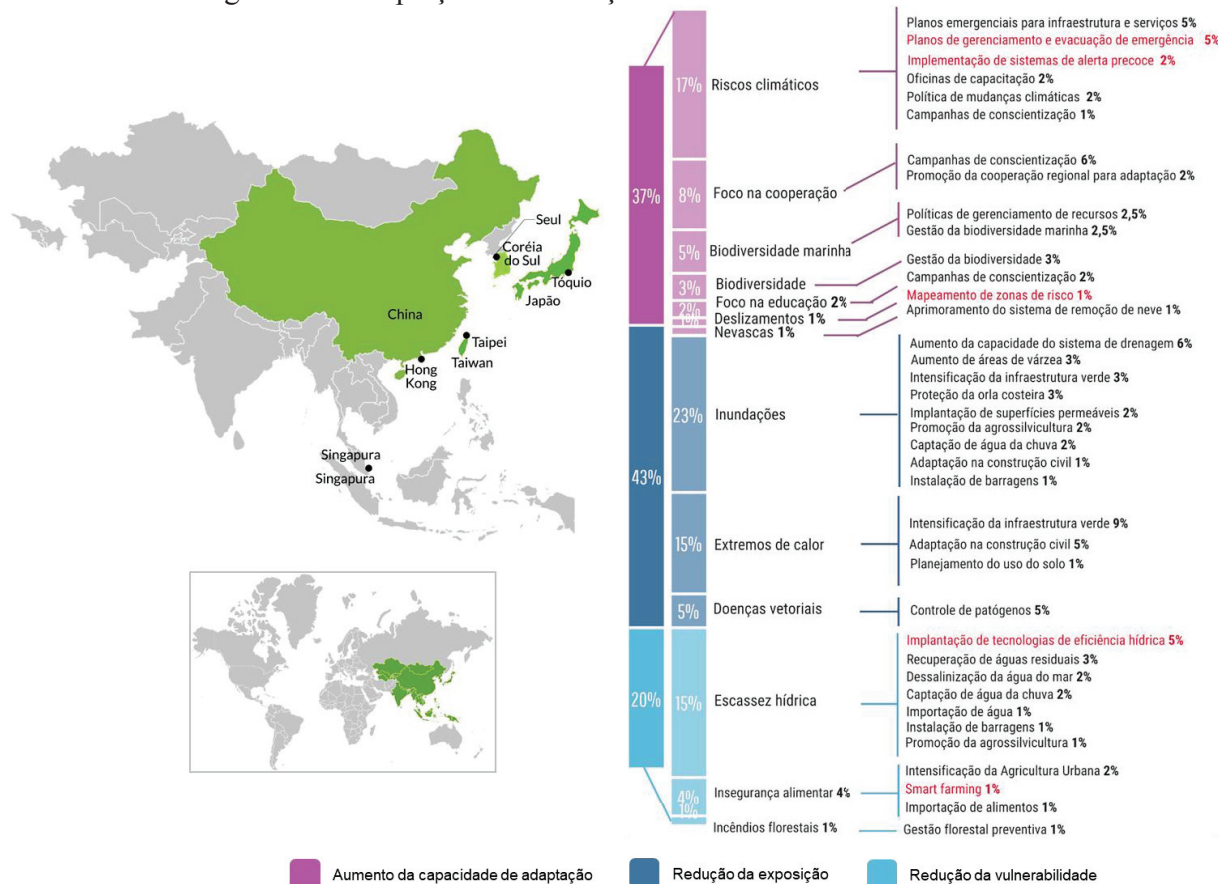 Seul
Coréia
do Sul
Tóquio
Japão
China
Taipei
Taiwan
Hong
Kong
Singapura
Singapura
37%
43%
20%
17% Riscos climáticos
Planos emergenciais para infraestrutura e serviços 5%
Planos de gerenciamento e evacuação de emergência 5%
Implementação de sistemas de alerta precoce 2%
Oficinas de capacitação 2%
Política de mudanças climáticas 2%
Campanhas de conscientização 1%
8% Foco na cooperação
Campanhas de conscientização 6%
Promoção da cooperação regional para adaptação 2%
5% Biodiversidade marinha
Políticas de gerenciamento de recursos 2,5%
Gestão da biodiversidade marinha 2,5%
3% Biodiversidade
Gestão da biodiversidade 3%
2% Foco na educação 2%
Campanhas de conscientização 2%
1% Deslizamentos 1%
Mapeamento de zonas de risco 1%
Nevascas 1%
Aprimoramento do sistema de remoção de neve 1%
23% Inundações
Aumento da capacidade do sistema de drenagem 6%
Aumento de áreas de várzea 3%
Intensificação da infraestrutura verde 3%
Proteção da orla costeira 3%
Implantação de superfícies permeáveis 2%
Promoção da agrossilvicultura 2%
Captação de água da chuva 2%
Adaptação na construção civil 1%
Instalação de barragens 1%
15% Extremos de calor
Intensificação da infraestrutura verde 9%
Adaptação na construção civil 5%
Planejamento do uso do solo 1%
5% Doenças vetoriais
Controle de patógenos 5%
15% Escassez hídrica
Implantação de tecnologias de eficiência hídrica 5%
Recuperação de águas residuais 3%
Dessalinização da água do mar 2%
Captação de água da chuva 2%
Importação de água 1%
Instalação de barragens 1%
Promoção da agrossilvicultura 1%
4% Insegurança alimentar 4%
Intensificação da Agricultura Urbana 2%
Smart farming 1%
Importação de alimentos 1%
1% Incêndios florestais 1%
Gestão florestal preventiva 1%
Aumento da capacidade de adaptação
Redução da exposição
Redução da vulnerabilidade